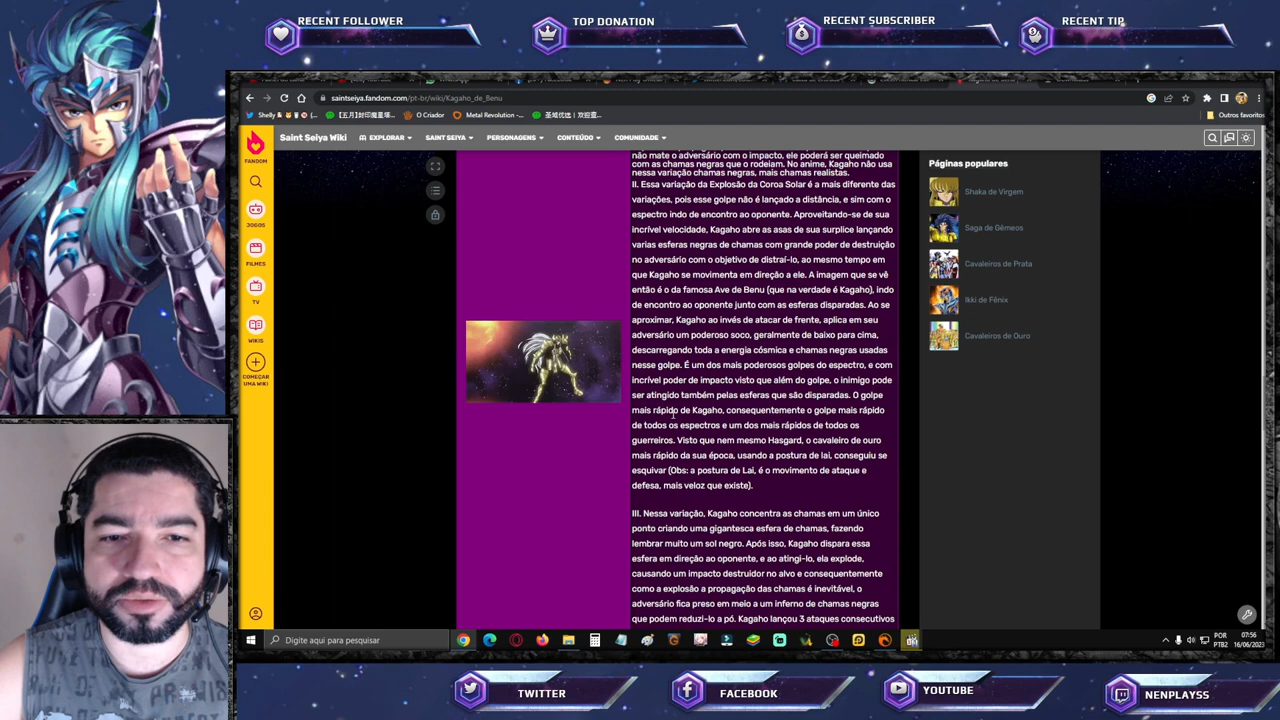 RECENT FOLLOWER
TOP DONATION
RECENT SUBSCRIBER
RECENT TIP
saintseiya.fandom.com/pt-br/wiki/Kagaho_de_Benu
Shelly
O Criador
Metal Revolution -...
Outros favoritos
FANDOM
Saint Seiya Wiki
EXPLORAR
SAINT SEIYA
PERSONAGENS
CONTEÚDO
COMUNIDADE
JOGOS
FILMES
TV
WIKIS
COMEÇAR
UMA WIKI
não mate o adversário com o impacto, ele poderá ser queimado
com as chamas negras que o rodeiam. No anime, Kagaho não usa
nessa variação chamas negras, mais chamas realistas.
II. Essa variação da Explosão da Coroa Solar é a mais diferente das
variações, pois esse golpe não é lançado a distância, e sim com o
espectro indo de encontro ao oponente. Aproveitando-se de sua
incrível velocidade, Kagaho abre as asas de sua surplice lançando
varias esferas negras de chamas com grande poder de destruição
no adversário com o objetivo de distraí-lo, ao mesmo tempo em
que Kagaho se movimenta em direção a ele. A imagem que se vê
então é o da famosa Ave de Benu (que na verdade é Kagaho), indo
de encontro ao oponente junto com as esferas disparadas. Ao se
aproximar, Kagaho ao invés de atacar de frente, aplica em seu
adversário um poderoso soco, geralmente de baixo para cima,
descarregando toda a energia cósmica e chamas negras usadas
nesse golpe. É um dos mais poderosos golpes do espectro, e com
incrível poder de impacto visto que além do golpe, o inimigo pode
ser atingido também pelas esferas que são disparadas. O golpe
mais rápido de Kagaho, consequentemente o golpe mais rápido
de todos os espectros e um dos mais rápidos de todos os
guerreiros. Visto que nem mesmo Hasgard, o cavaleiro de ouro
mais rápido da sua época, usando a postura de lai, conseguiu se
esquivar (Obs: a postura de Lai, é o movimento de ataque e
defesa, mais veloz que existe).
III. Nessa variação, Kagaho concentra as chamas em um único
ponto criando uma gigantesca esfera de chamas, fazendo
lembrar muito um sol negro. Após isso, Kagaho dispara essa
esfera em direção ao oponente, e ao atingi-lo, ela explode,
causando um impacto destruidor no alvo e consequentemente
como a explosão a propagação das chamas é inevitável, o
adversário fica preso em meio a um inferno de chamas negras
que podem reduzi-lo a pó. Kagaho lançou 3 ataques consecutivos
Páginas populares
Shaka de Virgem
Saga de Gêmeos
Cavaleiros de Prata
Ikki de Fênix
Cavaleiros de Ouro
Digite aqui para pesquisar
POR
PTB2
07:56
16/06/2023
TWITTER
FACEBOOK
YOUTUBE
NENPLAYSS